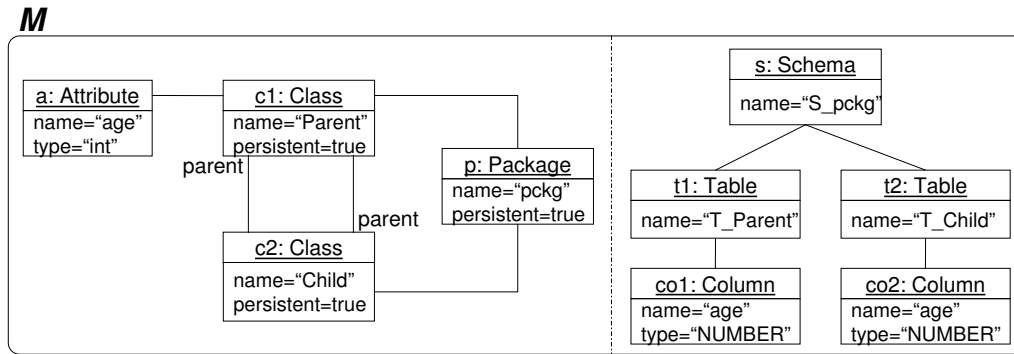 M
a: Attribute
name=“age”
type=“int”
c1: Class
name=“Parent”
persistent=true
parent
parent
c2: Class
name=“Child”
persistent=true
p: Package
name=“pckg”
persistent=true
s: Schema
name=“S_pckg”
t1: Table
name=“T_Parent”
t2: Table
name=“T_Child”
co1: Column
name=“age”
type=“NUMBER”
co2: Column
name=“age”
type=“NUMBER”